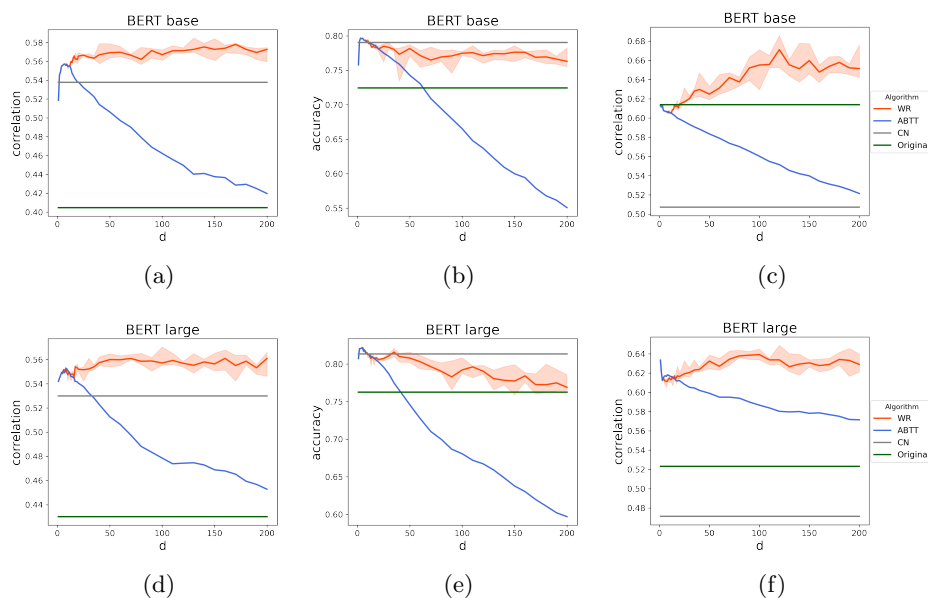 BERT base
correlation
0.58
0.56
0.54
0.52
0.50
0.48
0.46
0.44
0.42
0.40
0 50 100 150 200
d
(a)
BERT base
accuracy
0.80
0.75
0.70
0.65
0.60
0.55
0 50 100 150 200
d
(b)
BERT base
correlation
0.68
0.66
0.64
0.62
0.60
0.58
0.56
0.54
0.52
0.50
0 50 100 150 200
d
(c)
Algorithm
WR
ABTT
CN
Origina
BERT large
correlation
0.56
0.54
0.52
0.50
0.48
0.46
0.44
0 50 100 150 200
d
(d)
BERT large
accuracy
0.80
0.75
0.70
0.65
0.60
0 50 100 150 200
d
(e)
BERT large
correlation
0.64
0.62
0.60
0.58
0.56
0.54
0.52
0.50
0.48
0 50 100 150 200
d
(f)
Algorithm
WR
ABTT
CN
Origina